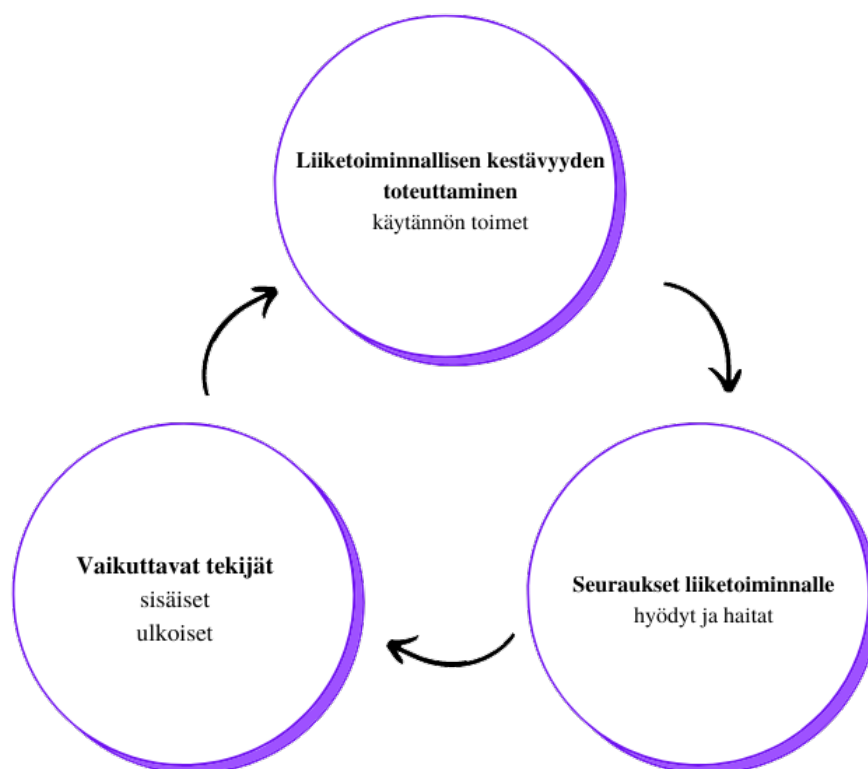 Liiketoiminnallisen kestävyyden
toteuttaminen
käytännön toimet
Vaikuttavat tekijät
sisäiset
ulkoiset
Seuraukset liiketoiminnalle
hyödyt ja haitat